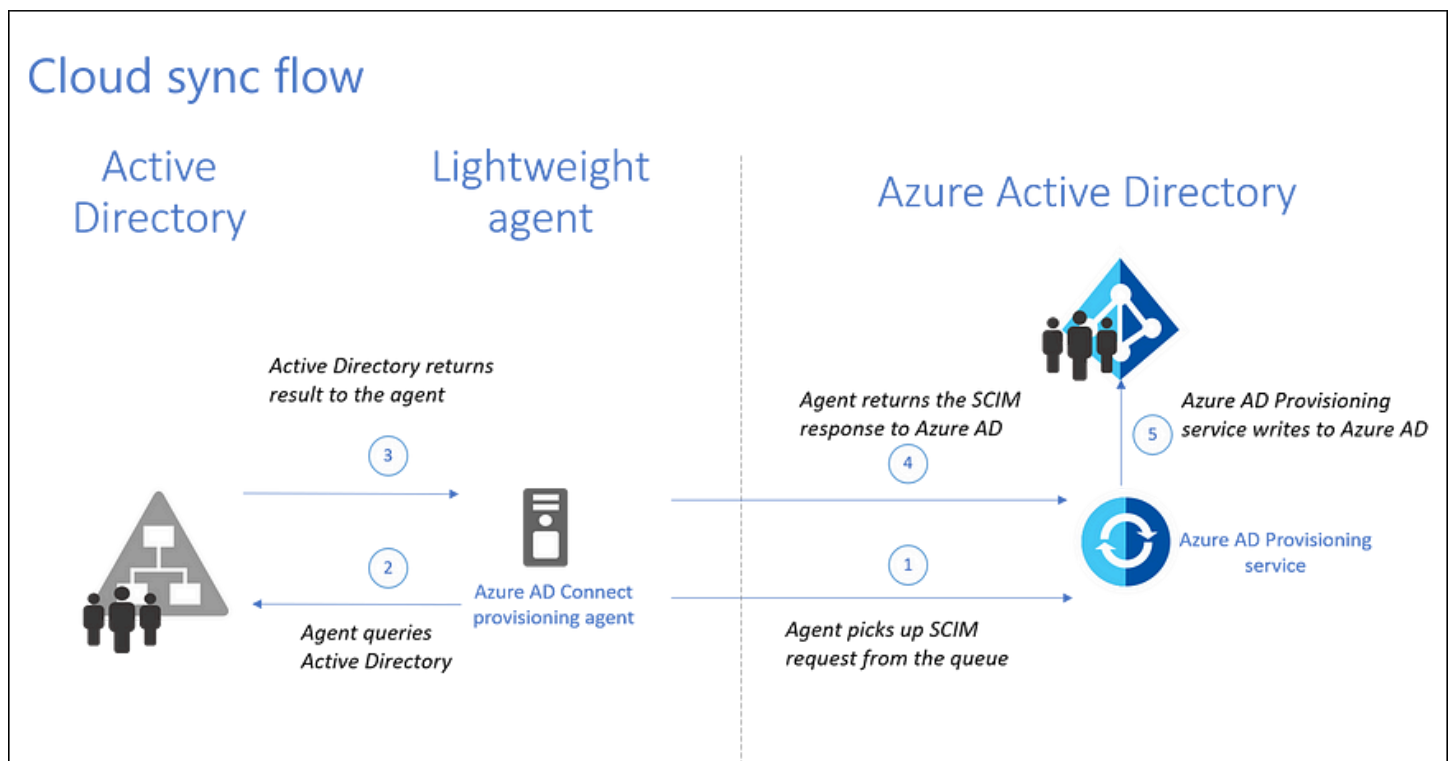 Cloud sync flow
Active
Directory
Lightweight
agent
Azure Active Directory
Active Directory returns
result to the agent
3
Agent returns the SCIM
response to Azure AD
4
Azure AD Provisioning
service writes to Azure AD
5
2
Azure AD Connect
provisioning agent
1
Azure AD Provisioning
service
Agent queries
Active Directory
Agent picks up SCIM
request from the queue